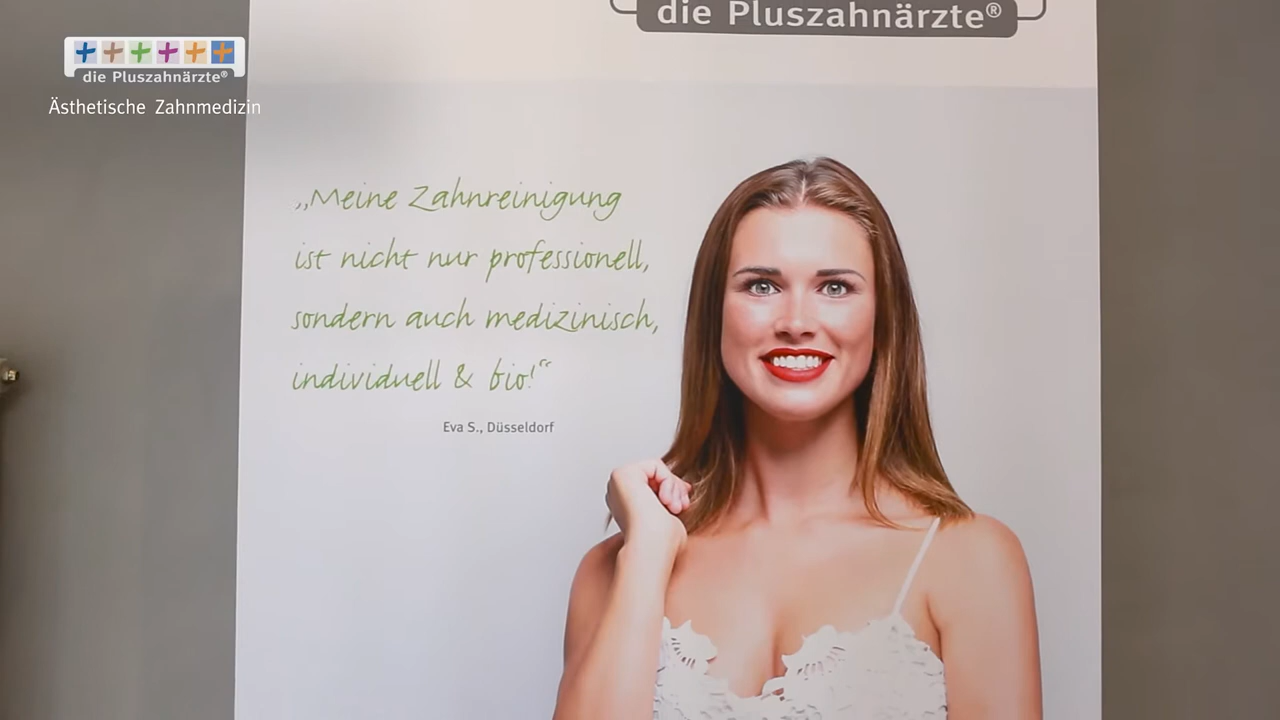 die Pluszahnärzte®
die Pluszahnärzte®
Ästhetische Zahnmedizin
„Meine Zahnreinigung
ist nicht nur professionell,
sondern auch medizinisch,
individuell & bio!“
Eva S., Düsseldorf